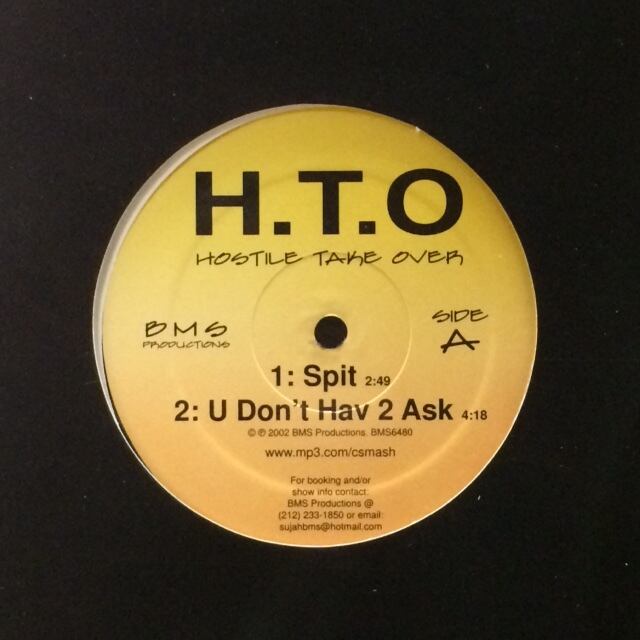 H.T.O
HOSTILE TAKE OVER
BMS
PRODUCTIONS
SIDE
A
1: Spit 2:49
2: U Don't Hav 2 Ask 4:18
© ℗ 2002 BMS Productions. BMS6480
www.mp3.com/csmash
For booking and/or
show info contact:
BMS Productions @
(212) 233-1850 or email:
sujahbms@hotmail.com